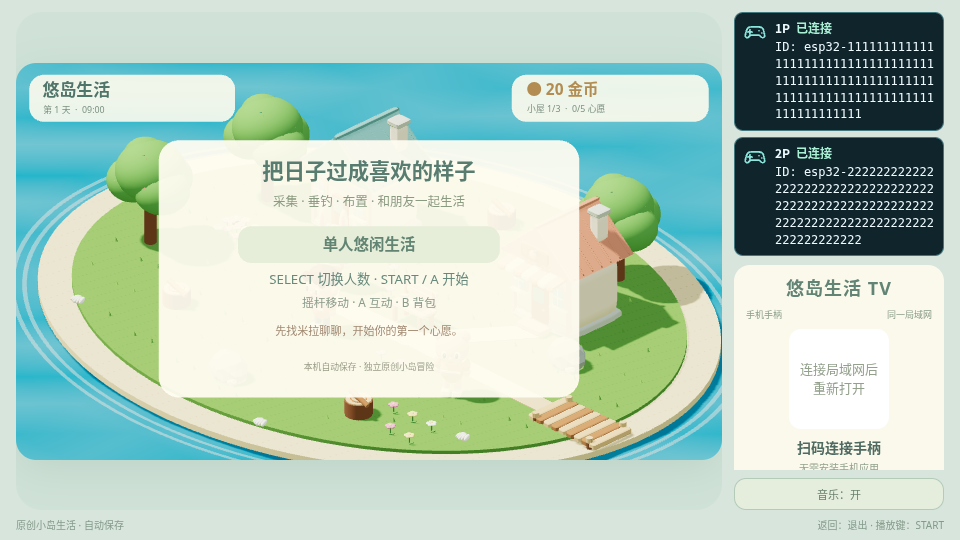 悠岛生活
第 1 天 · 09:00
20 金币
小屋 1/3 · 0/5 心愿
把日子过成喜欢的样子
采集 · 垂钓 · 布置 · 和朋友一起生活
单人悠闲生活
SELECT 切换人数 · START / A 开始
摇杆移动 · A 互动 · B 背包
先找米拉聊聊，开始你的第一个心愿。
本机自动保存 · 独立原创小岛冒险
1P 已连接
ID: esp32-111111111111
1111111111111111111111
1111111111111111111111
1111111111111111111111
111111111111
2P 已连接
ID: esp32-222222222222
2222222222222222222222
2222222222222222222222
2222222222222222222222
222222222222
悠岛生活 TV
手机手柄 同一局域网
连接局域网后
重新打开
扫码连接手柄
无需安装手机应用
音乐：开
原创小岛生活 · 自动保存
返回：退出 · 播放键：START